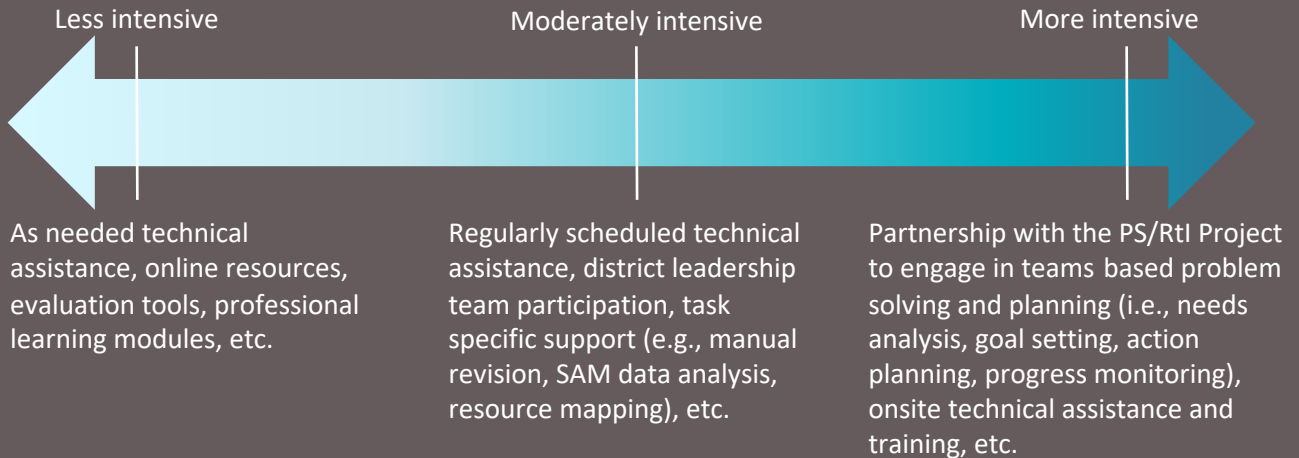 Less intensive
Moderately intensive
More intensive
As needed technical
assistance, online resources,
evaluation tools, professional
learning modules, etc.
Regularly scheduled technical
assistance, district leadership
team participation, task
specific support (e.g., manual
revision, SAM data analysis,
resource mapping), etc.
Partnership with the PS/RtI Project
to engage in teams based problem
solving and planning (i.e., needs
analysis, goal setting, action
planning, progress monitoring),
onsite technical assistance and
training, etc.